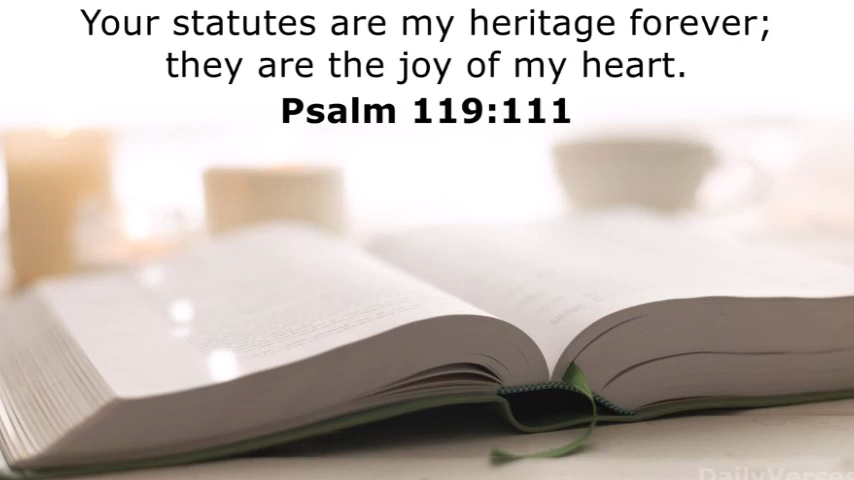 Your statutes are my heritage forever;
they are the joy of my heart.
Psalm 119:111
DailyVerses